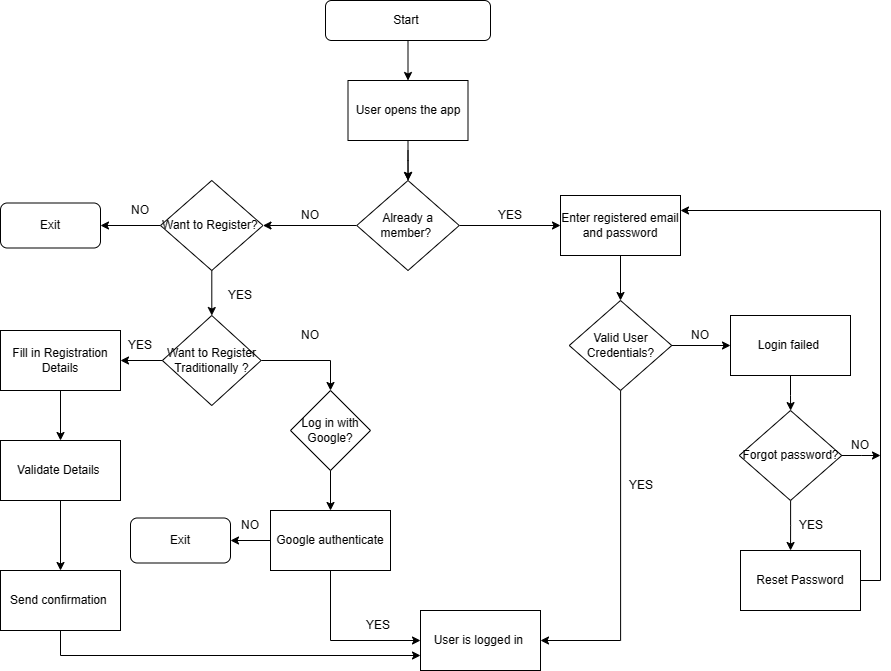 Start
User opens the app
Already a
member?
NO
YES
Want to Register?
NO
Exit
Enter registered email
and password
YES
Want to Register
Traditionally ?
YES
NO
Fill in Registration
Details
Valid User
Credentials?
NO
Login failed
Log in with
Google?
Forgot password?
NO
Validate Details
YES
YES
Exit
NO
Google authenticate
Reset Password
Send confirmation
YES
User is logged in